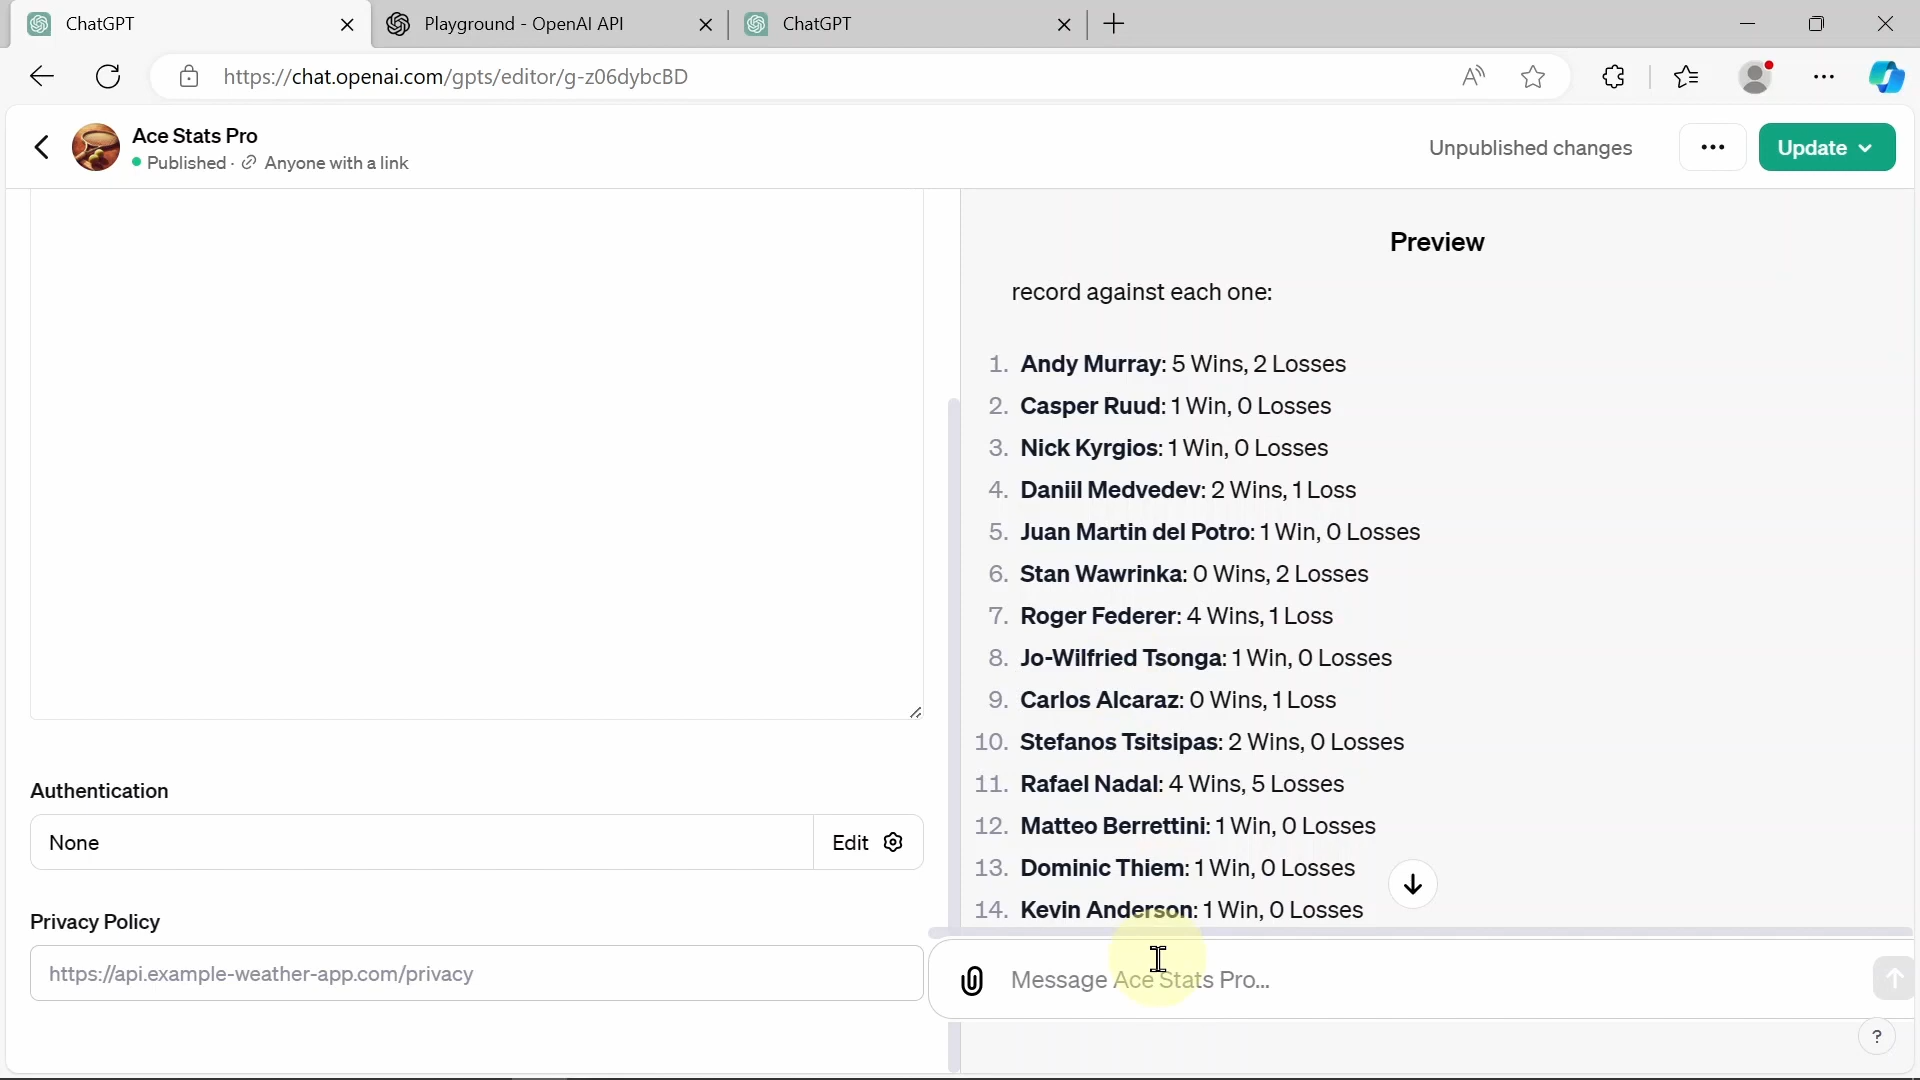 ChatGPT
Playground - OpenAI API
ChatGPT
https://chat.openai.com/gpts/editor/g-z06dybcBD
Ace Stats Pro
Published · Anyone with a link
Unpublished changes
Update
Preview
record against each one:
1. Andy Murray: 5 Wins, 2 Losses
2. Casper Ruud: 1 Win, 0 Losses
3. Nick Kyrgios: 1 Win, 0 Losses
4. Daniil Medvedev: 2 Wins, 1 Loss
5. Juan Martin del Potro: 1 Win, 0 Losses
6. Stan Wawrinka: 0 Wins, 2 Losses
7. Roger Federer: 4 Wins, 1 Loss
8. Jo-Wilfried Tsonga: 1 Win, 0 Losses
9. Carlos Alcaraz: 0 Wins, 1 Loss
10. Stefanos Tsitsipas: 2 Wins, 0 Losses
11. Rafael Nadal: 4 Wins, 5 Losses
12. Matteo Berrettini: 1 Win, 0 Losses
13. Dominic Thiem: 1 Win, 0 Losses
14. Kevin Anderson: 1 Win, 0 Losses
Authentication
None
Edit
Privacy Policy
https://api.example-weather-app.com/privacy
Message Ace Stats Pro...
?